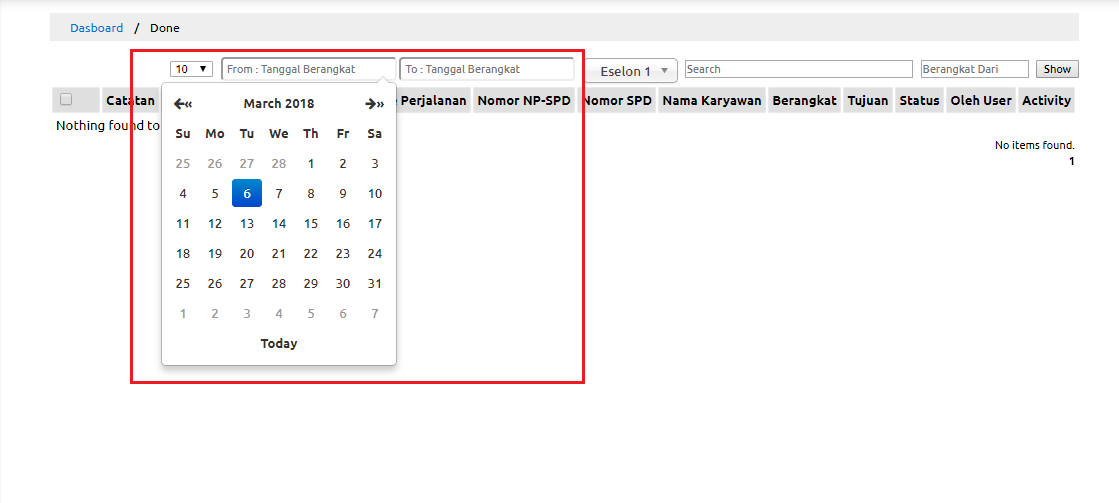 Dasboard / Done
10 From : Tanggal Berangkat To : Tanggal Berangkat Eselon 1 Search Berangkat Dari Show
Catatan Perjalanan Nomor NP-SPD Nomor SPD Nama Karyawan Berangkat Tujuan Status Oleh User Activity
Nothing found to
No items found.
1
March 2018
Su Mo Tu We Th Fr Sa
25 26 27 28 1 2 3
4 5 6 7 8 9 10
11 12 13 14 15 16 17
18 19 20 21 22 23 24
25 26 27 28 29 30 31
1 2 3 4 5 6 7
Today